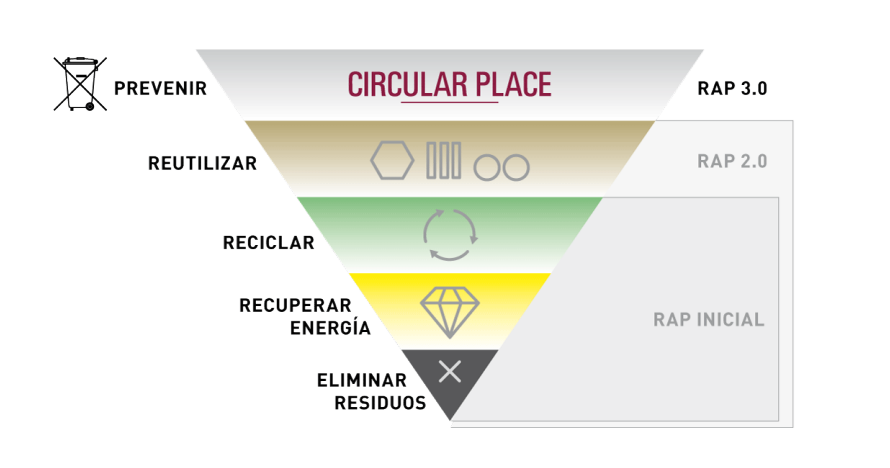 PREVENIR
CIRCULAR PLACE
RAP 3.0
REUTILIZAR
RAP 2.0
RECICLAR
RECUPERAR
ENERGÍA
RAP INICIAL
ELIMINAR
RESIDUOS